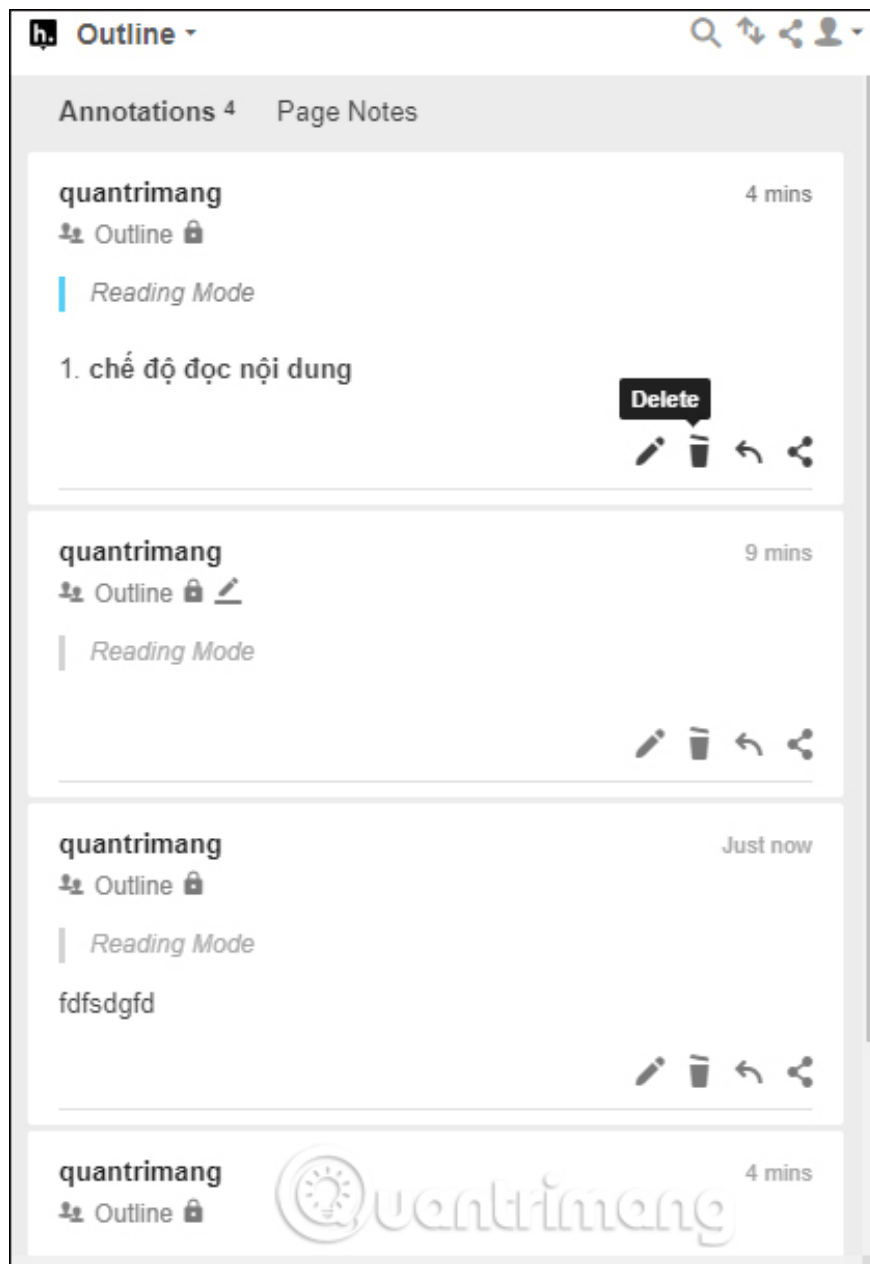 h. Outline
Annotations 4 Page Notes
quantrimang 4 mins
Outline
Reading Mode
1. chế độ đọc nội dung
Delete
quantrimang 9 mins
Outline
Reading Mode
quantrimang Just now
Outline
Reading Mode
fdfsdgfd
quantrimang 4 mins
Outline
Quantrimang